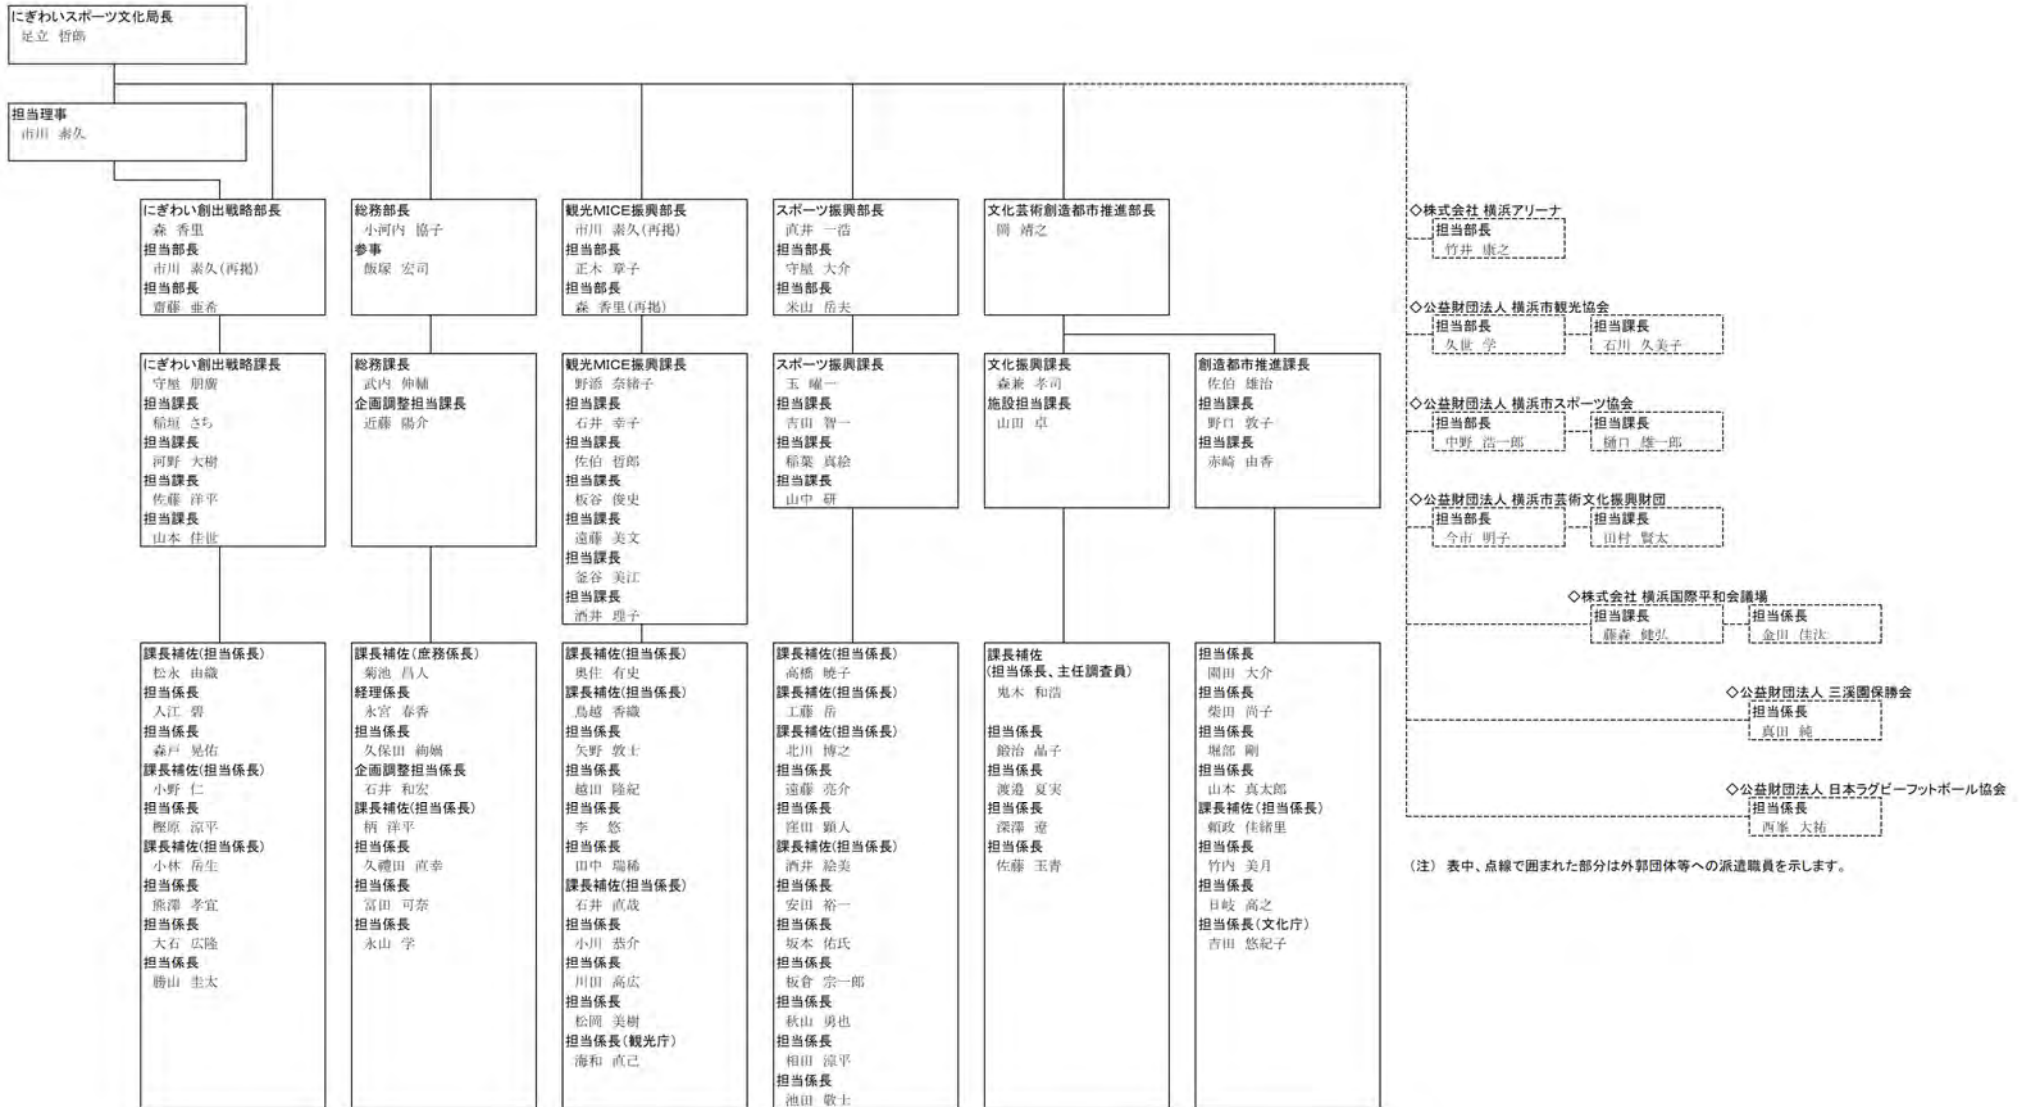 にぎわいスポーツ文化局長
足立 哲郎
担当理事
市川 素久
にぎわい創出戦略部長
森 香里
担当部長
市川 素久(再掲)
担当部長
齋藤 亜希
総務部長
小河内 協子
参事
飯塚 宏司
観光MICE振興部長
市川 素久(再掲)
担当部長
正木 章子
担当部長
森 香里(再掲)
スポーツ振興部長
直井 一浩
担当部長
守屋 大介
担当部長
米山 岳夫
文化芸術創造都市推進部長
岡 靖之
にぎわい創出戦略課長
守屋 朋廣
担当課長
稲垣 さち
担当課長
河野 大樹
担当課長
佐藤 洋平
担当課長
山本 佳世
総務課長
武内 伸輔
企画調整担当課長
近藤 陽介
観光MICE振興課長
野添 奈緒子
担当課長
石井 幸子
担当課長
佐伯 哲郎
担当課長
板谷 俊史
担当課長
遠藤 美文
担当課長
釜谷 美江
担当課長
酒井 理子
スポーツ振興課長
玉 曜一
担当課長
吉田 智一
担当課長
稲葉 真絵
担当課長
山中 研
文化振興課長
森兼 孝司
施設担当課長
山田 卓
創造都市推進課長
佐伯 雄治
担当課長
野口 敦子
担当課長
赤崎 由香
課長補佐(担当係長)
松永 由織
担当係長
入江 碧
担当係長
森戸 晃佑
課長補佐(担当係長)
小野 仁
担当係長
樫原 涼平
課長補佐(担当係長)
小林 岳生
担当係長
熊澤 孝宜
担当係長
大石 広隆
担当係長
勝山 圭太
課長補佐(庶務係長)
菊池 昌人
経理係長
永宮 春香
担当係長
久保田 絢嫩
企画調整担当係長
石井 和宏
課長補佐(担当係長)
柄 洋平
担当係長
久禮田 直幸
担当係長
冨田 可奈
担当係長
永山 学
課長補佐(担当係長)
奥住 有史
課長補佐(担当係長)
鳥越 香織
担当係長
矢野 敦士
担当係長
越田 隆紀
担当係長
李 悠
担当係長
田中 瑞稀
課長補佐(担当係長)
石井 直哉
担当係長
小川 恭介
担当係長
川田 高広
担当係長
松岡 美樹
担当係長(観光庁)
海和 直己
課長補佐(担当係長)
高橋 暁子
課長補佐(担当係長)
工藤 岳
課長補佐(担当係長)
北川 博之
担当係長
遠藤 亮介
担当係長
窪田 顕人
課長補佐(担当係長)
酒井 絵美
担当係長
安田 裕一
担当係長
坂本 佑氏
担当係長
板倉 宗一郎
担当係長
秋山 勇也
担当係長
相田 涼平
担当係長
池田 敬士
課長補佐
(担当係長、主任調査員)
鬼木 和浩
担当係長
鍛治 晶子
担当係長
渡邉 夏実
担当係長
深澤 遼
担当係長
佐藤 玉青
担当係長
園田 大介
担当係長
柴田 尚子
担当係長
堀部 剛
担当係長
山本 真太郎
課長補佐(担当係長)
頼政 佳緒里
担当係長
竹内 美月
担当係長
日岐 高之
担当係長(文化庁)
吉田 悠紀子
◇株式会社 横浜アリーナ
担当部長
竹井 康之
◇公益財団法人 横浜市観光協会
担当部長
久世 学
担当課長
石川 久美子
◇公益財団法人 横浜市スポーツ協会
担当部長
中野 浩一郎
担当課長
樋口 雄一郎
◇公益財団法人 横浜市芸術文化振興財団
担当部長
今市 明子
担当課長
田村 賢太
◇株式会社 横浜国際平和会議場
担当課長
藤森 健弘
担当係長
金田 佳汰
◇公益財団法人 三溪園保勝会
担当係長
真田 純
◇公益財団法人 日本ラグビーフットボール協会
担当係長
西峯 大祐
(注) 表中、点線で囲まれた部分は外郭団体等への派遣職員を示します。